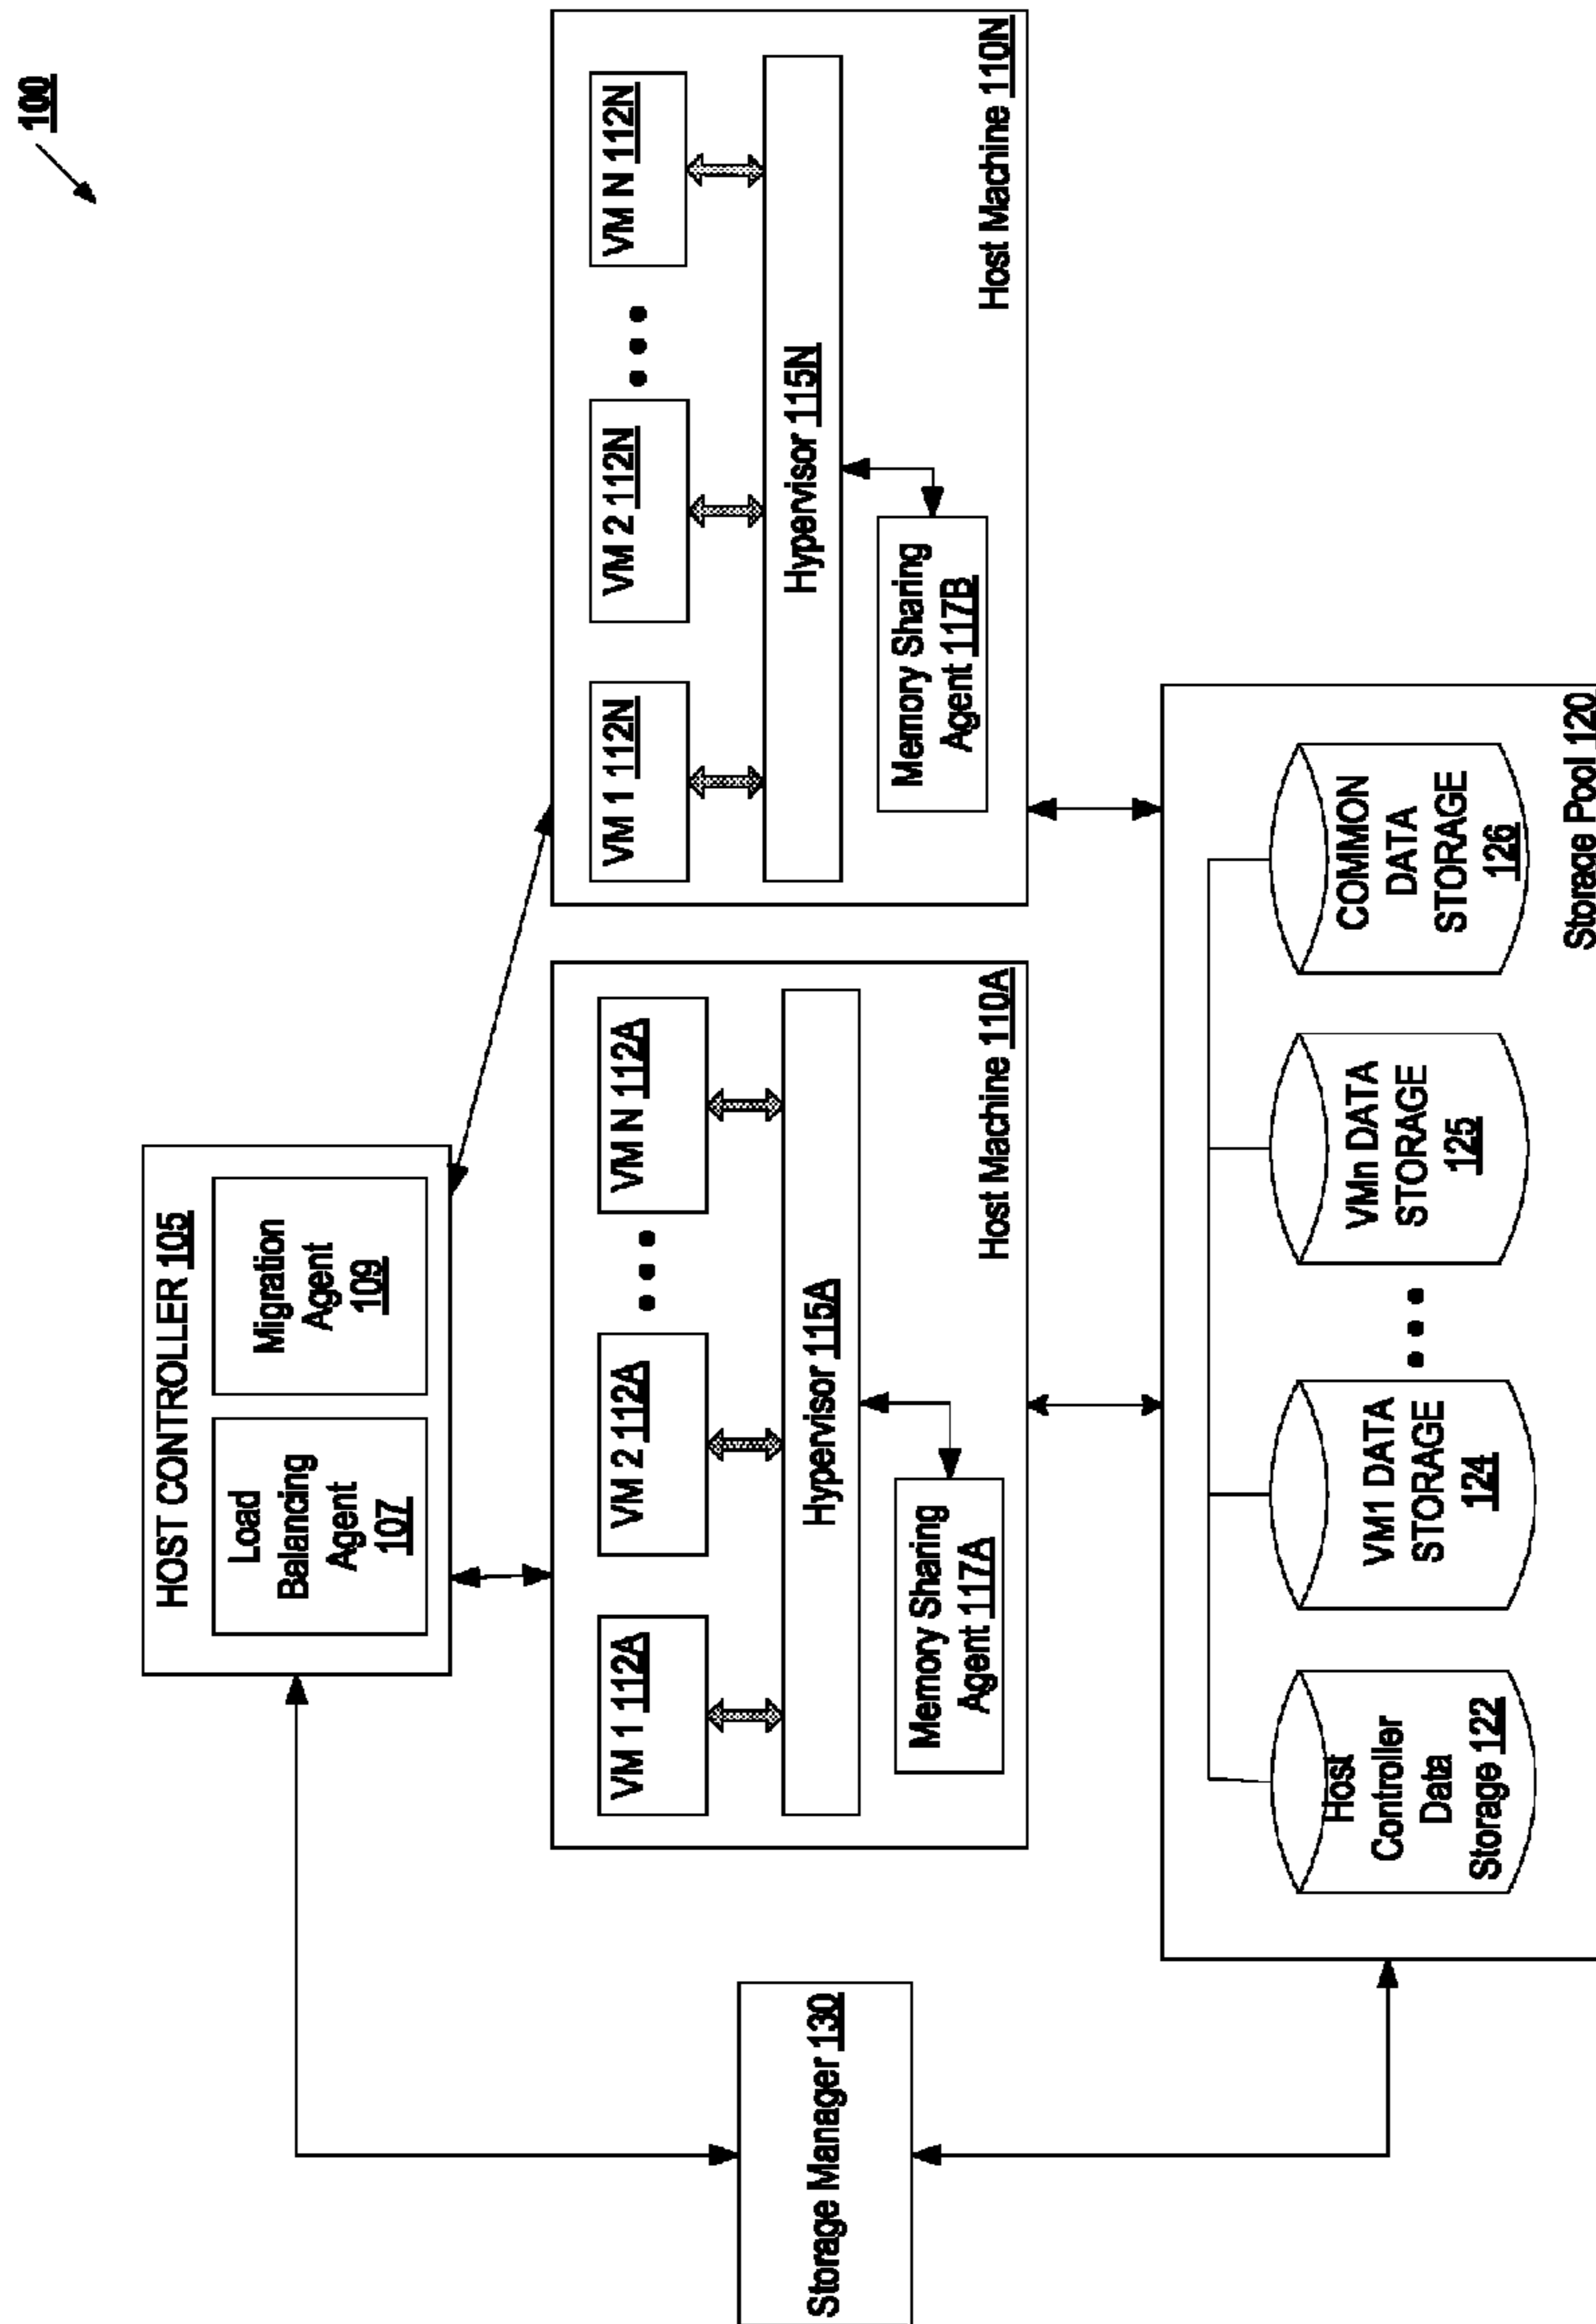 100
HOST CONTROLLER 105
Load
Balancing
Agent
107
Migration
Agent
109
VM 1 112A
VM 2 112A
VM N 112A
Hypervisor 115A
Memory Sharing
Agent 117A
Host Machine 110A
VM 1 112N
VM 2 112N
VM N 112N
Hypervisor 115N
Memory Sharing
Agent 117B
Host Machine 110N
Storage Manager 130
Host
Controller
Data
Storage 122
VM1 DATA
STORAGE
124
VMn DATA
STORAGE
125
COMMON
DATA
STORAGE
126
Storage Pool 120